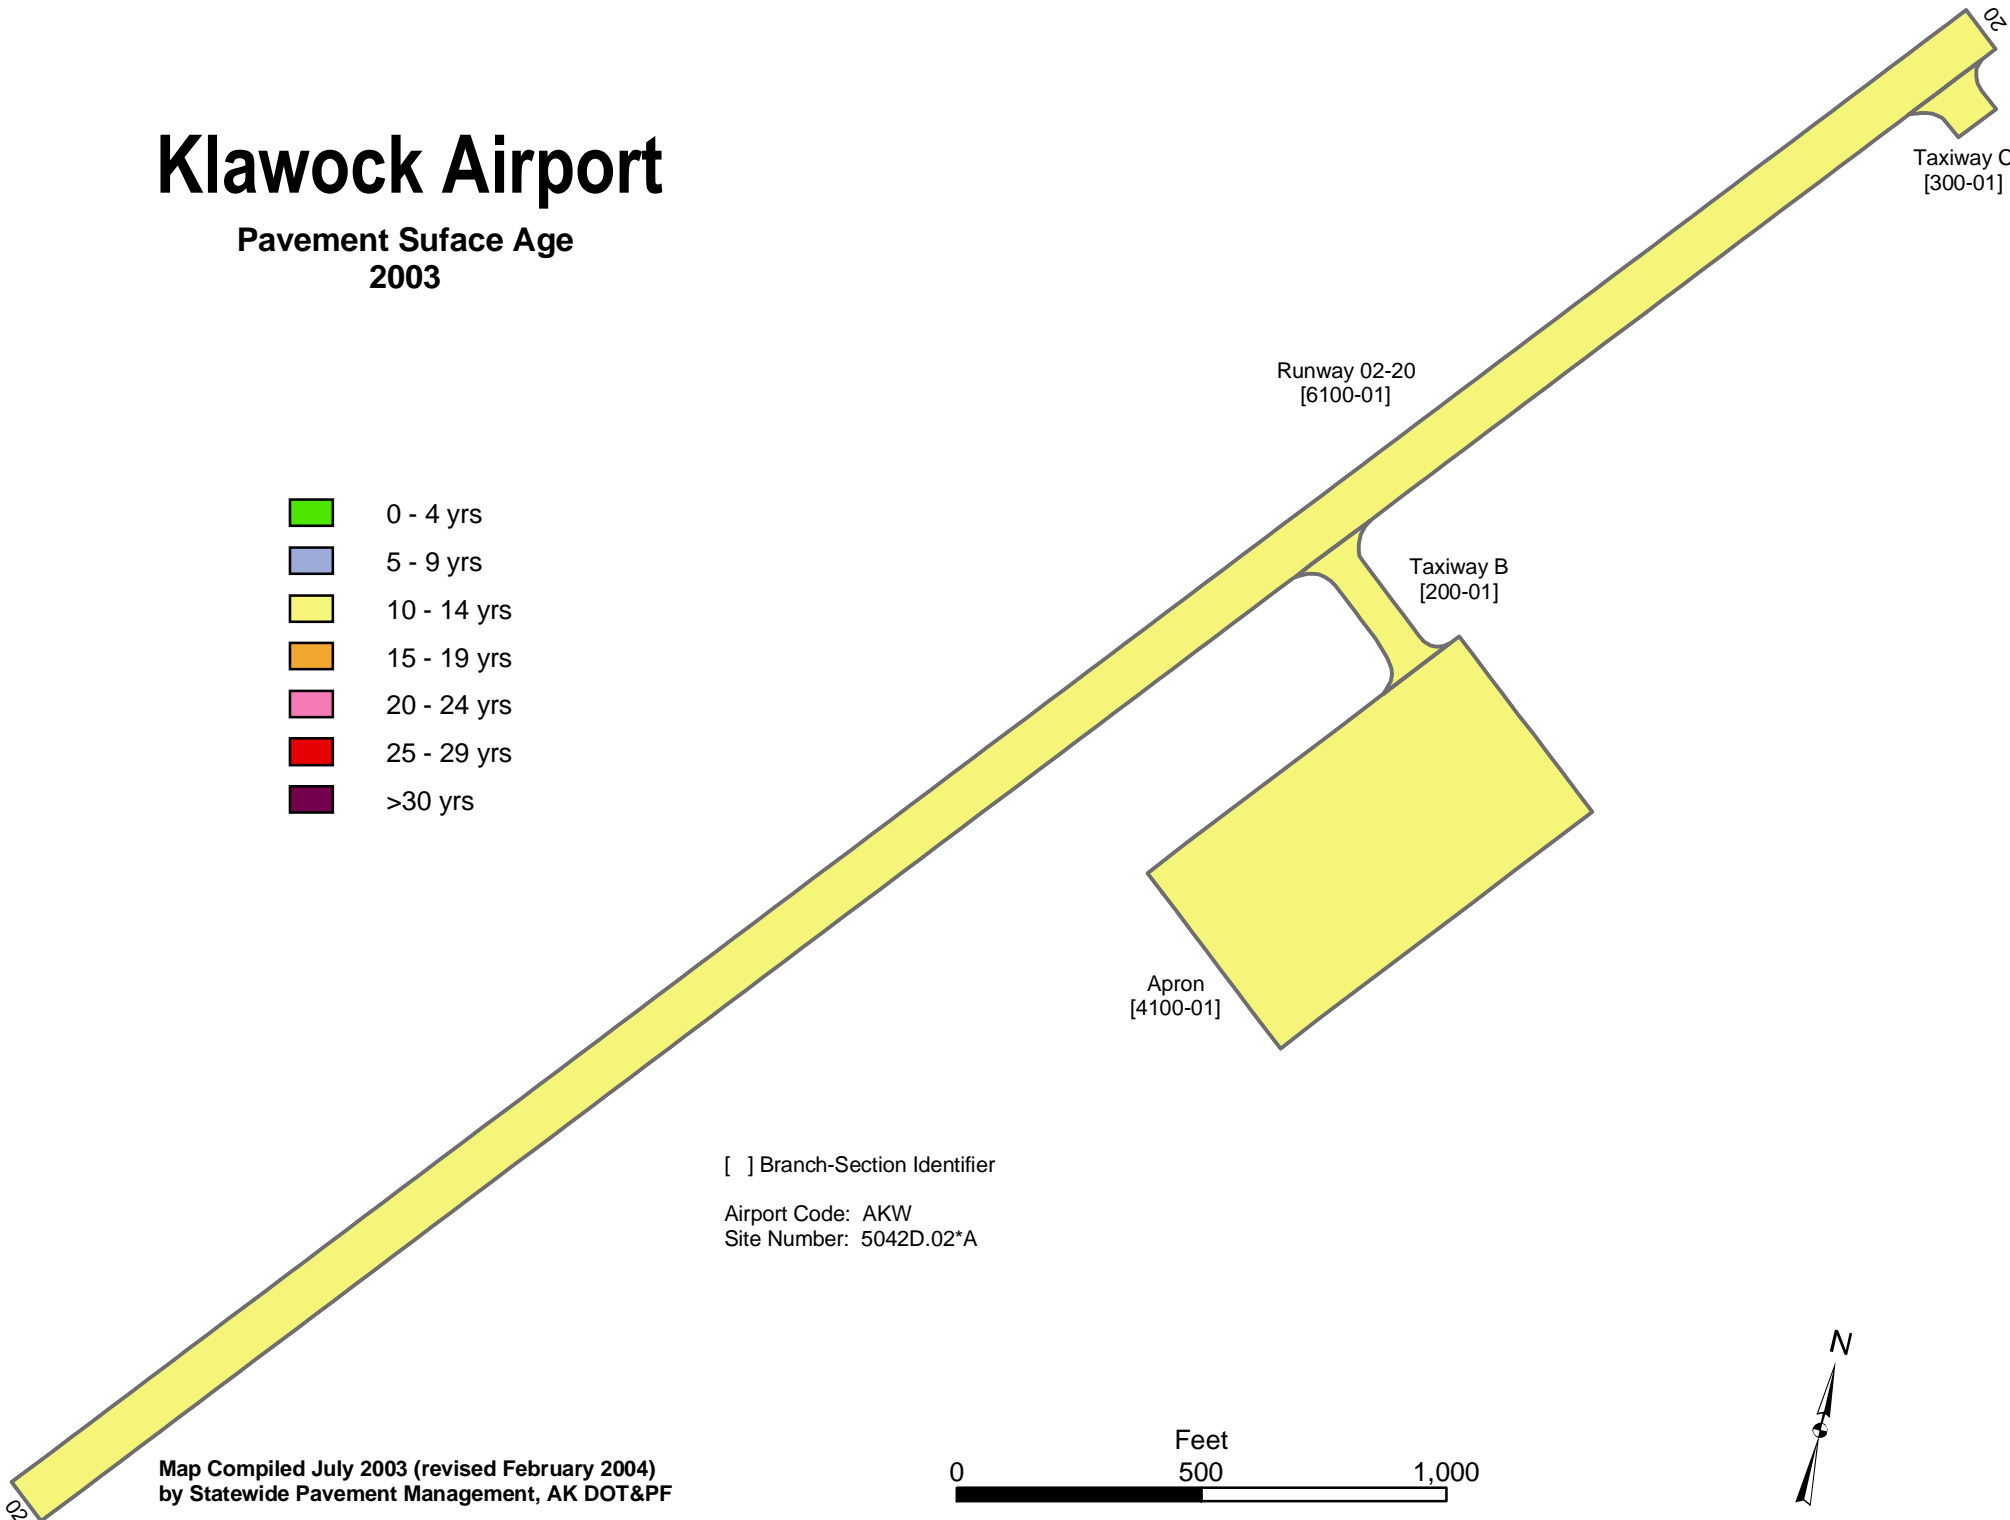 Klawock Airport
Pavement Suface Age
2003
20
Taxiway C
[300-01]
Runway 02-20
[6100-01]
0 - 4 yrs
5 - 9 yrs
10 - 14 yrs
15 - 19 yrs
20 - 24 yrs
25 - 29 yrs
>30 yrs
Taxiway B
[200-01]
Apron
[4100-01]
[ ] Branch-Section Identifier
Airport Code: AKW
Site Number: 5042D.02*A
N
Feet
0 500 1,000
Map Compiled July 2003 (revised February 2004)
by Statewide Pavement Management, AK DOT&PF
02